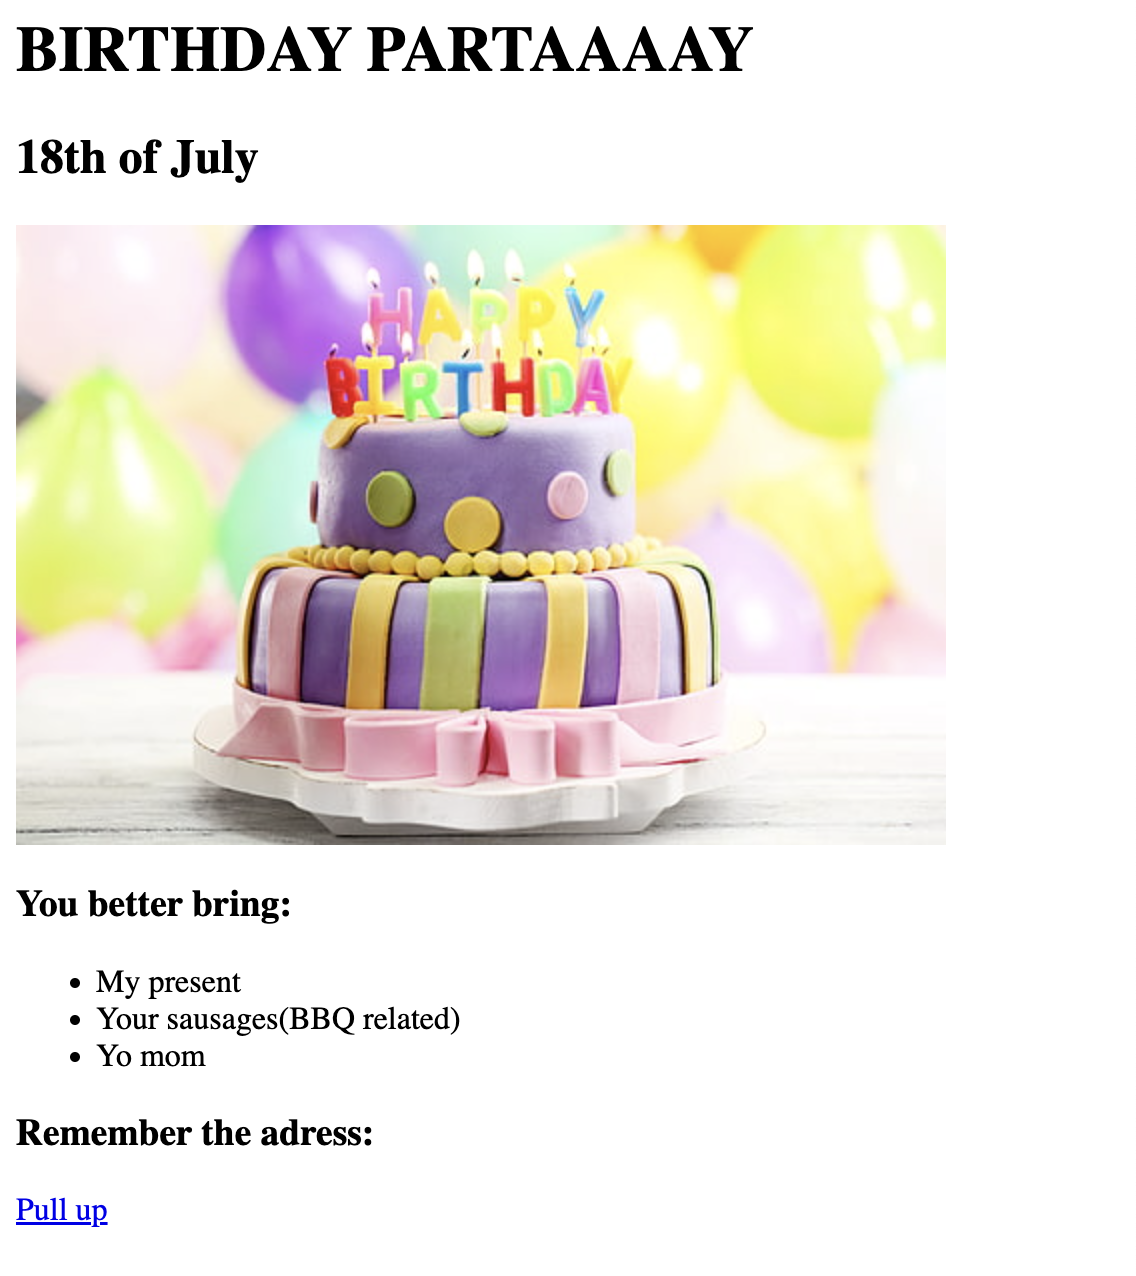 BIRTHDAY PARTAAAAY
18th of July
HAPPY
BIRTHDAY
You better bring:
My present
Your sausages(BBQ related)
Yo mom
Remember the adress:
Pull up